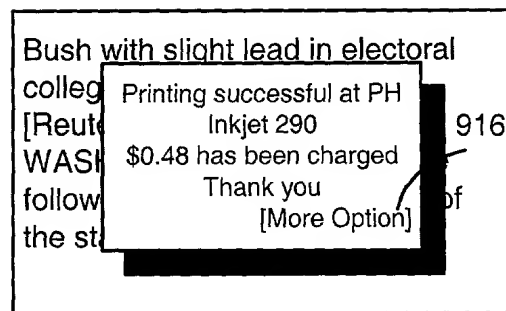 Bush with slight lead in electoral
colleg
Printing successful at PH
[Reute
Inkjet 290
916
WASH
$0.48 has been charged
follow
Thank you
of
the sta
[More Option]